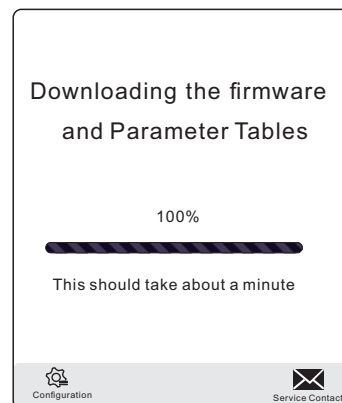 Downloading the firmware
and Parameter Tables
100%
This should take about a minute
Configuration
Service Contact